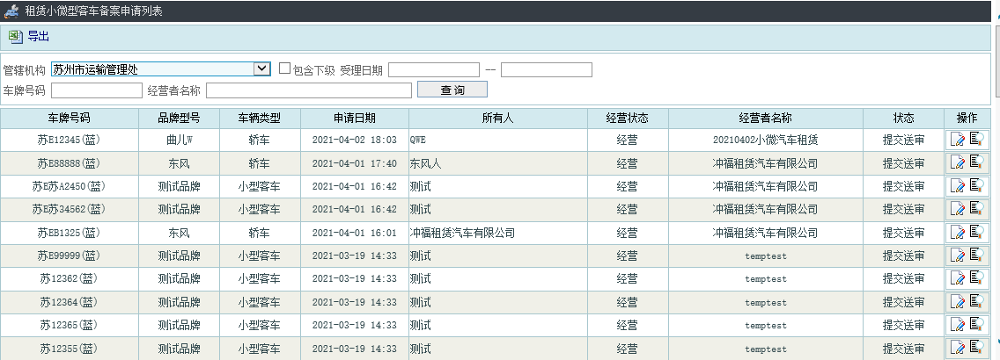 租赁小微型客车备案申请列表
导出
管辖机构 苏州市运输管理处 包含下级 受理日期 --
车牌号码 经营者名称 查 询
车牌号码 品牌型号 车辆类型 申请日期 所有人 经营状态 经营者名称 状态 操作
苏E12345(蓝) 曲儿W 轿车 2021-04-02 18:03 QWE 经营 20210402小微汽车租赁 提交送审
苏E88888(蓝) 东风 轿车 2021-04-01 17:40 东风人 经营 冲福租赁汽车有限公司 提交送审
苏E苏A2450(蓝) 测试品牌 小型客车 2021-04-01 16:42 测试 经营 冲福租赁汽车有限公司 提交送审
苏E苏34562(蓝) 测试品牌 小型客车 2021-04-01 16:42 测试 经营 冲福租赁汽车有限公司 提交送审
苏EB1325(蓝) 东风 轿车 2021-04-01 16:01 冲福租赁汽车有限公司 经营 冲福租赁汽车有限公司 提交送审
苏E99999(蓝) 测试品牌 小型客车 2021-03-19 14:33 测试 经营 temptest 提交送审
苏12362(蓝) 测试品牌 小型客车 2021-03-19 14:33 测试 经营 temptest 提交送审
苏12364(蓝) 测试品牌 小型客车 2021-03-19 14:33 测试 经营 temptest 提交送审
苏12365(蓝) 测试品牌 小型客车 2021-03-19 14:33 测试 经营 temptest 提交送审
苏12355(蓝) 测试品牌 小型客车 2021-03-19 14:33 测试 经营 temptest 提交送审